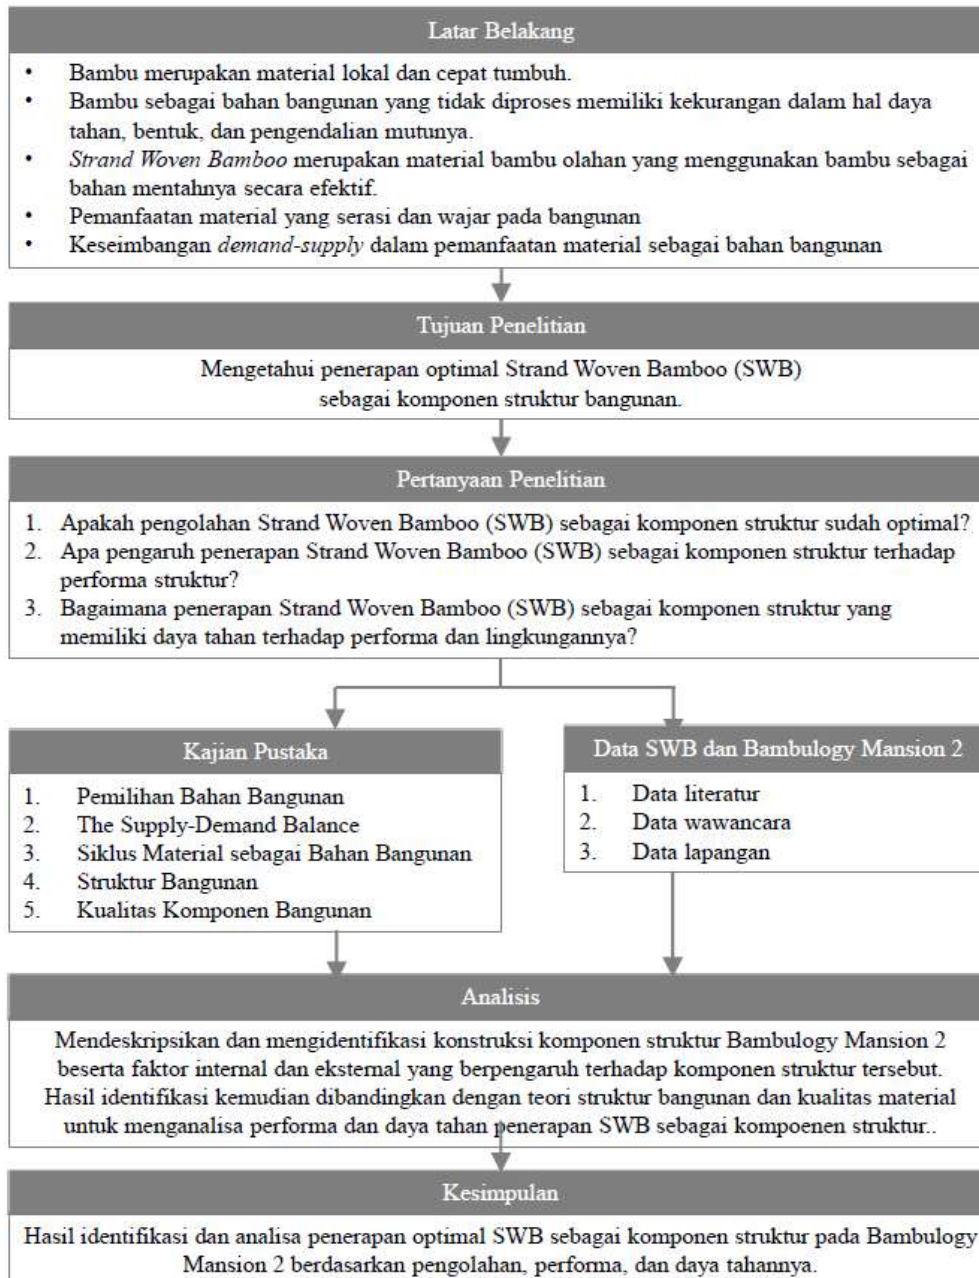 Latar Belakang
• Bambu merupakan material lokal dan cepat tumbuh.
• Bambu sebagai bahan bangunan yang tidak diproses memiliki kekurangan dalam hal daya
tahan, bentuk, dan pengendalian mutunya.
• Strand Woven Bamboo merupakan material bambu olahan yang menggunakan bambu sebagai
bahan mentahnya secara efektif.
• Pemanfaatan material yang serasi dan wajar pada bangunan
• Keseimbangan demand-supply dalam pemanfaatan material sebagai bahan bangunan
Tujuan Penelitian
Mengetahui penerapan optimal Strand Woven Bamboo (SWB)
sebagai komponen struktur bangunan.
Pertanyaan Penelitian
1. Apakah pengolahan Strand Woven Bamboo (SWB) sebagai komponen struktur sudah optimal?
2. Apa pengaruh penerapan Strand Woven Bamboo (SWB) sebagai komponen struktur terhadap
performa struktur?
3. Bagaimana penerapan Strand Woven Bamboo (SWB) sebagai komponen struktur yang
memiliki daya tahan terhadap performa dan lingkungannya?
Kajian Pustaka
1. Pemilihan Bahan Bangunan
2. The Supply-Demand Balance
3. Siklus Material sebagai Bahan Bangunan
4. Struktur Bangunan
5. Kualitas Komponen Bangunan
Data SWB dan Bambulogy Mansion 2
1. Data literatur
2. Data wawancara
3. Data lapangan
Analisis
Mendeskripsikan dan mengidentifikasi konstruksi komponen struktur Bambulogy Mansion 2
beserta faktor internal dan eksternal yang berpengaruh terhadap komponen struktur tersebut.
Hasil identifikasi kemudian dibandingkan dengan teori struktur bangunan dan kualitas material
untuk menganalisa performa dan daya tahan penerapan SWB sebagai kompoenen struktur..
Kesimpulan
Hasil identifikasi dan analisa penerapan optimal SWB sebagai komponen struktur pada Bambulogy
Mansion 2 berdasarkan pengolahan, performa, dan daya tahannya.